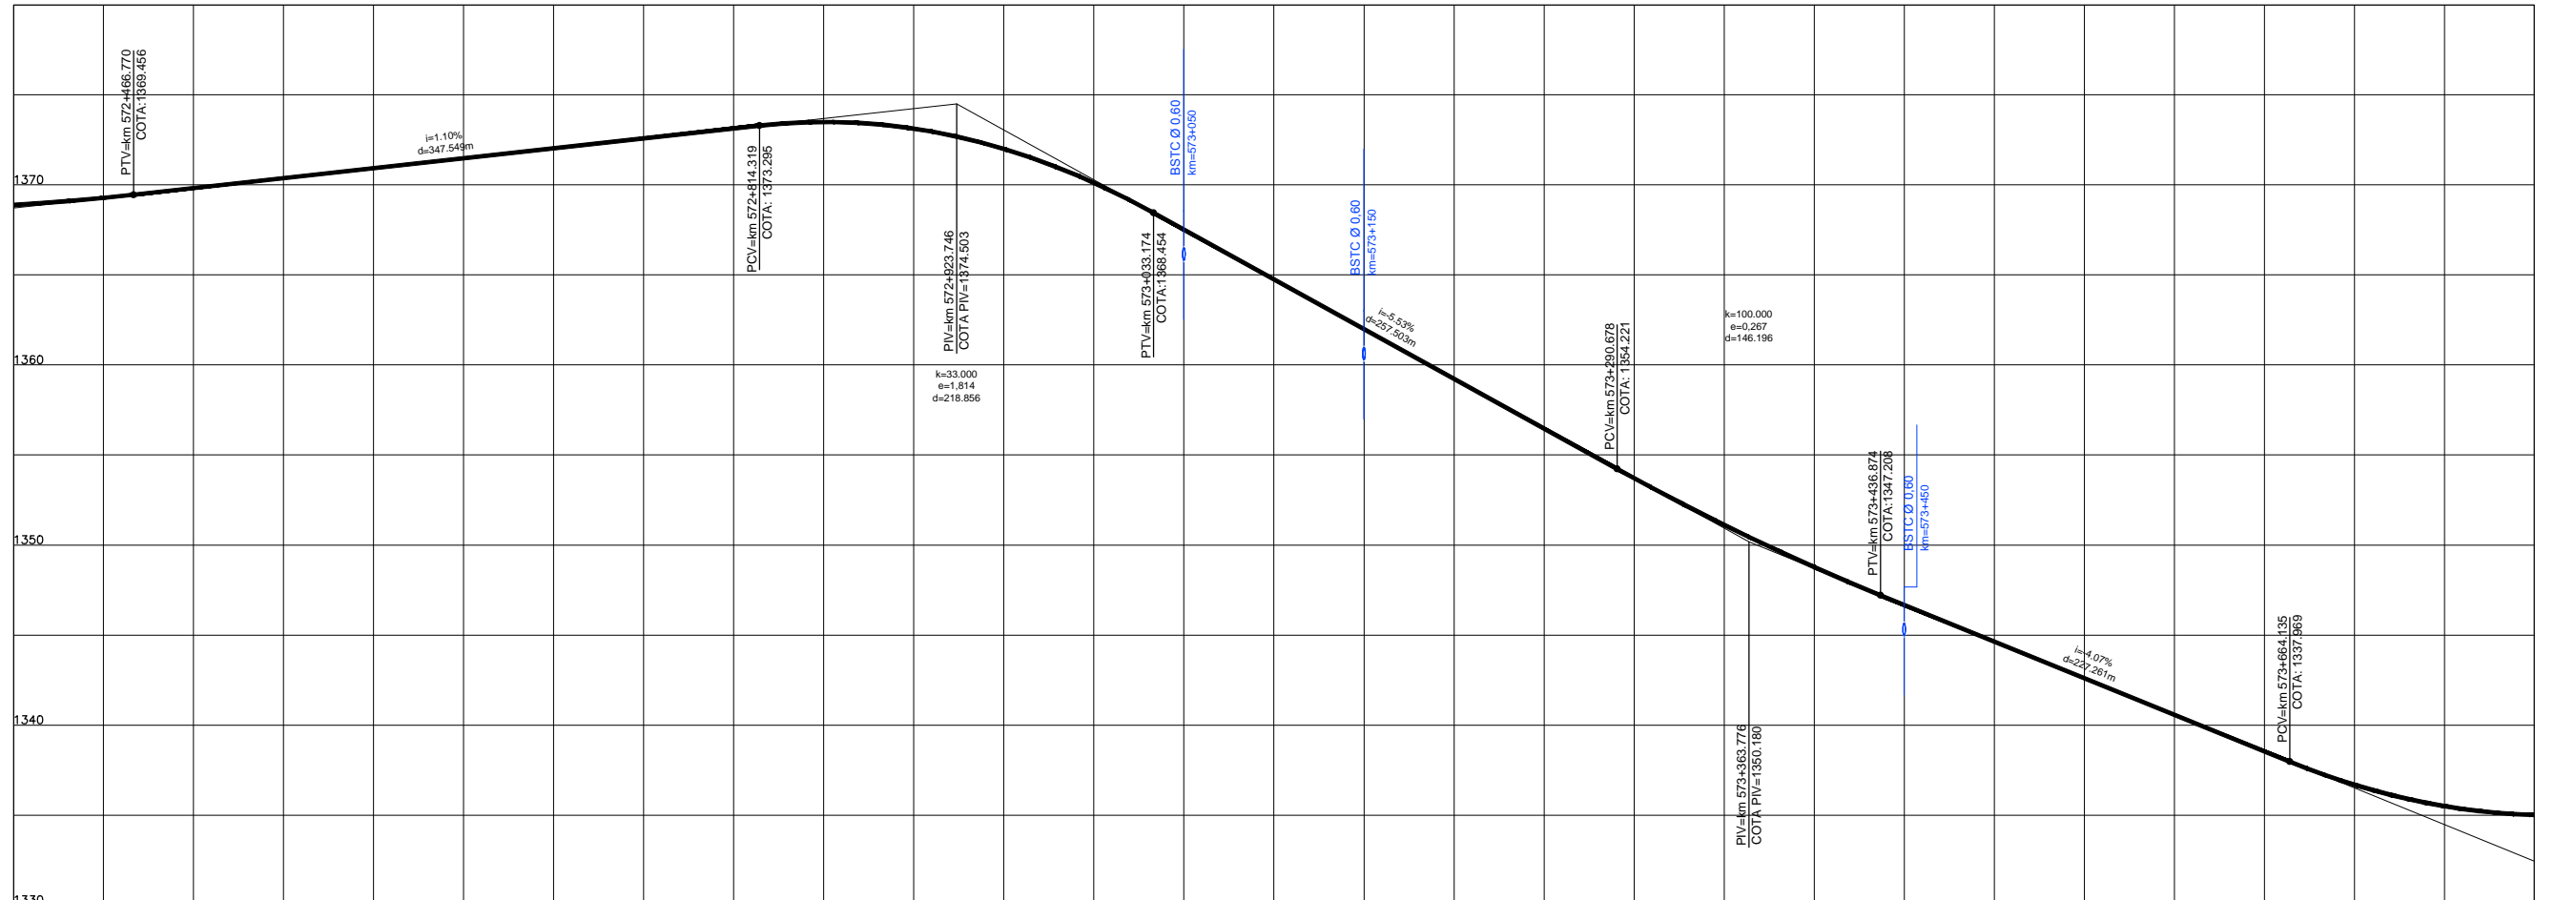 PTV=km 572+466.770
COTA:1369.456
i=1.10%
d=347.549m
PCV=km 572+814.319
COTA: 1373.295
PIV=km 572+923.746
COTA PIV=1374.503
k=33.000
e=1,814
d=218.856
PTV=km 573+033.174
COTA:1368.454
BSTC Ø 0,60
km=573+050
BSTC Ø 0,60
km=573+150
i=-5.53%
d=257.503m
PCV=km 573+290.678
COTA: 1354.221
k=100.000
e=0,267
d=146.196
PIV=km 573+363.776
COTA PIV=1350.180
PTV=km 573+436.874
COTA:1347.208
BSTC Ø 0,60
km=573+450
i=-4.07%
d=227.261m
PCV=km 573+664.135
COTA: 1337.969
1370
1360
1350
1340
1330